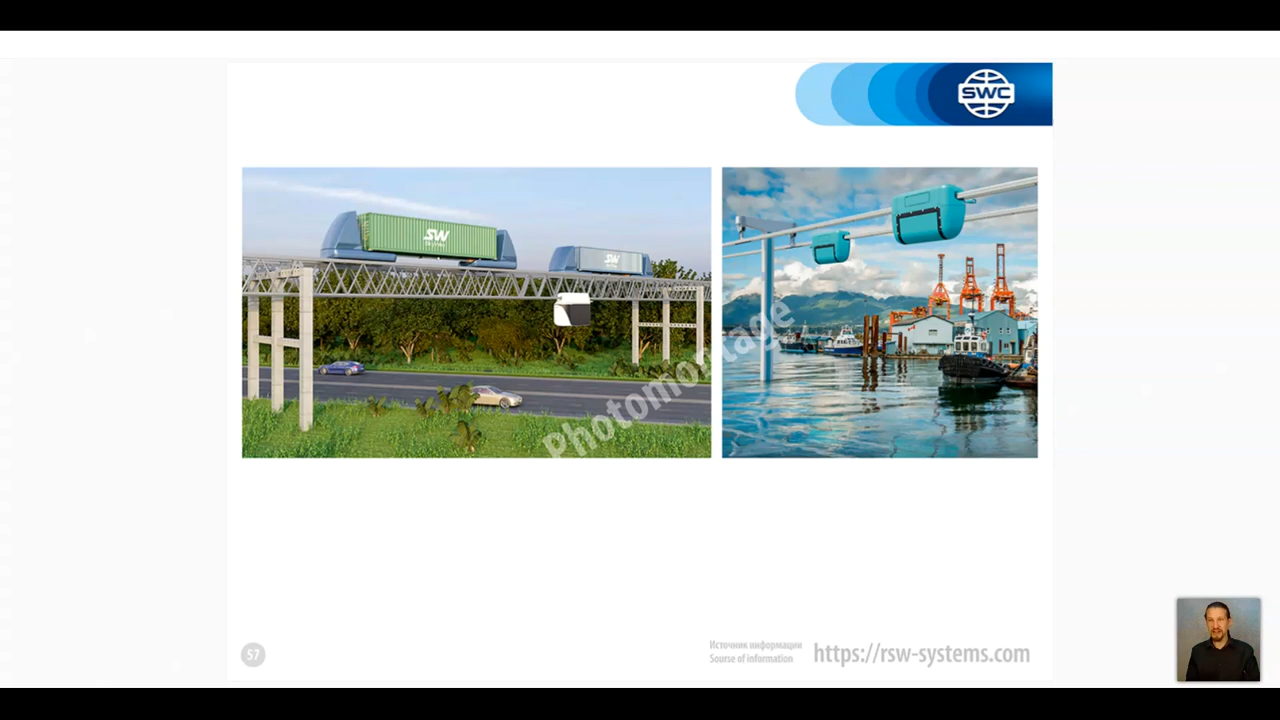 SWC
SW
SW
Photomontage
57
Источник информации
Sourse of information
https://rsw-systems.com